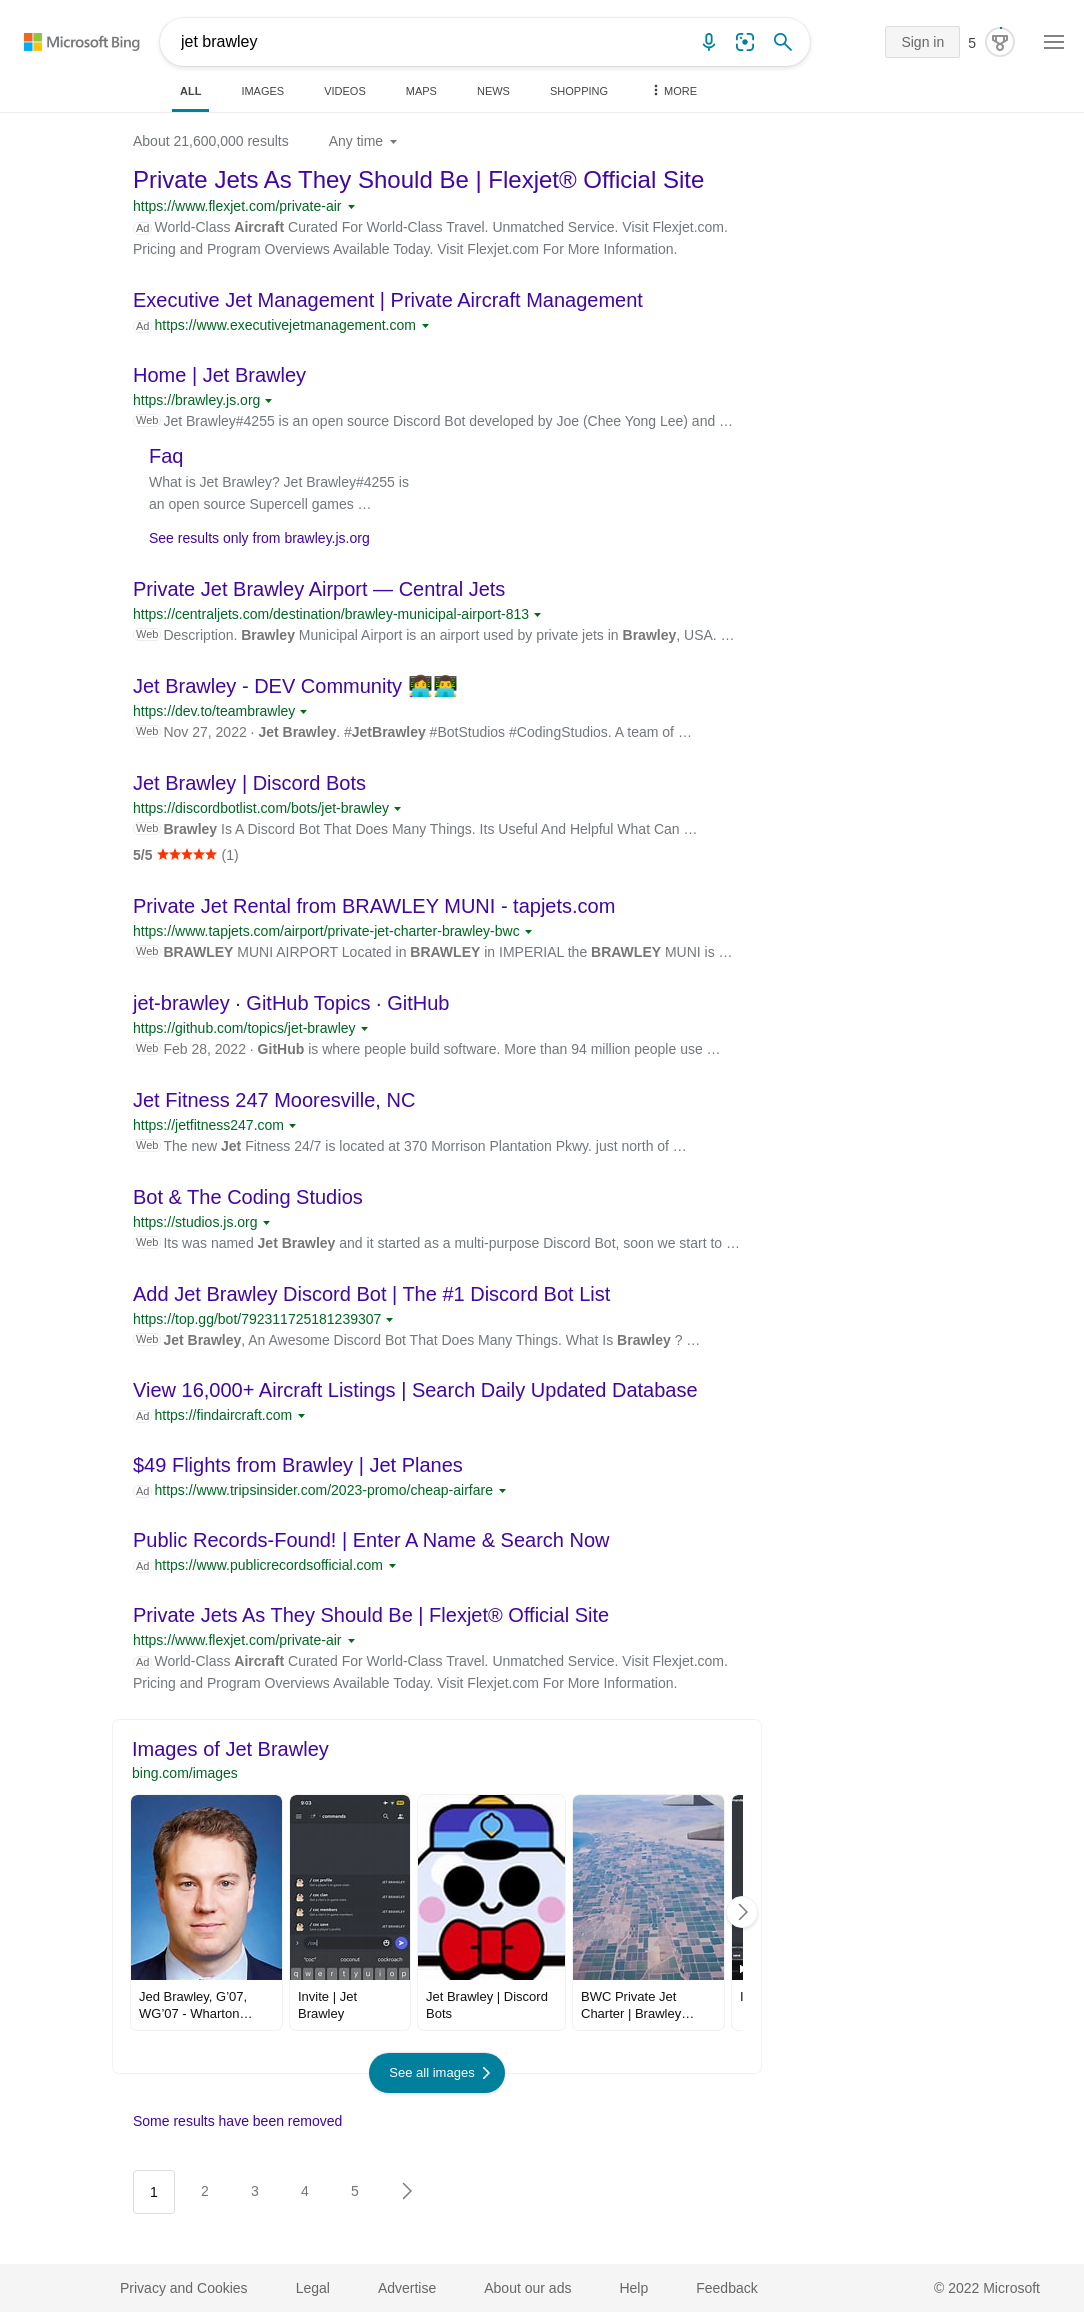 Microsoft Bing
jet brawley
Sign in
5
ALL
IMAGES
VIDEOS
MAPS
NEWS
SHOPPING
MORE
About 21,600,000 results
Any time
Private Jets As They Should Be | Flexjet® Official Site
https://www.flexjet.com/private-air
Ad World-Class Aircraft Curated For World-Class Travel. Unmatched Service. Visit Flexjet.com.
Pricing and Program Overviews Available Today. Visit Flexjet.com For More Information.
Executive Jet Management | Private Aircraft Management
Ad https://www.executivejetmanagement.com
Home | Jet Brawley
https://brawley.js.org
Web Jet Brawley#4255 is an open source Discord Bot developed by Joe (Chee Yong Lee) and …
Faq
What is Jet Brawley? Jet Brawley#4255 is
an open source Supercell games …
See results only from brawley.js.org
Private Jet Brawley Airport — Central Jets
https://centraljets.com/destination/brawley-municipal-airport-813
Web Description. Brawley Municipal Airport is an airport used by private jets in Brawley, USA. …
Jet Brawley - DEV Community 👩‍💻👨‍💻
https://dev.to/teambrawley
Web Nov 27, 2022 · Jet Brawley. #JetBrawley #BotStudios #CodingStudios. A team of …
Jet Brawley | Discord Bots
https://discordbotlist.com/bots/jet-brawley
Web Brawley Is A Discord Bot That Does Many Things. Its Useful And Helpful What Can …
5/5 ★★★★★ (1)
Private Jet Rental from BRAWLEY MUNI - tapjets.com
https://www.tapjets.com/airport/private-jet-charter-brawley-bwc
Web BRAWLEY MUNI AIRPORT Located in BRAWLEY in IMPERIAL the BRAWLEY MUNI is …
jet-brawley · GitHub Topics · GitHub
https://github.com/topics/jet-brawley
Web Feb 28, 2022 · GitHub is where people build software. More than 94 million people use …
Jet Fitness 247 Mooresville, NC
https://jetfitness247.com
Web The new Jet Fitness 24/7 is located at 370 Morrison Plantation Pkwy. just north of …
Bot & The Coding Studios
https://studios.js.org
Web Its was named Jet Brawley and it started as a multi-purpose Discord Bot, soon we start to …
Add Jet Brawley Discord Bot | The #1 Discord Bot List
https://top.gg/bot/792311725181239307
Web Jet Brawley, An Awesome Discord Bot That Does Many Things. What Is Brawley ? …
View 16,000+ Aircraft Listings | Search Daily Updated Database
Ad https://findaircraft.com
$49 Flights from Brawley | Jet Planes
Ad https://www.tripsinsider.com/2023-promo/cheap-airfare
Public Records-Found! | Enter A Name & Search Now
Ad https://www.publicrecordsofficial.com
Private Jets As They Should Be | Flexjet® Official Site
https://www.flexjet.com/private-air
Ad World-Class Aircraft Curated For World-Class Travel. Unmatched Service. Visit Flexjet.com.
Pricing and Program Overviews Available Today. Visit Flexjet.com For More Information.
Images of Jet Brawley
bing.com/images
9:03
commands
/ coc quest
/ coc clan
JET BRAWLEY
/ coc members
JET BRAWLEY
/ coc save
JET BRAWLEY
"coc"
coconut
cockroach
q w e r t y u i o p
Jed Brawley, G'07,
WG'07 - Wharton…
Invite | Jet
Brawley
Jet Brawley | Discord
Bots
BWC Private Jet
Charter | Brawley…
See all images
Some results have been removed
1
2
3
4
5
Privacy and Cookies
Legal
Advertise
About our ads
Help
Feedback
© 2022 Microsoft